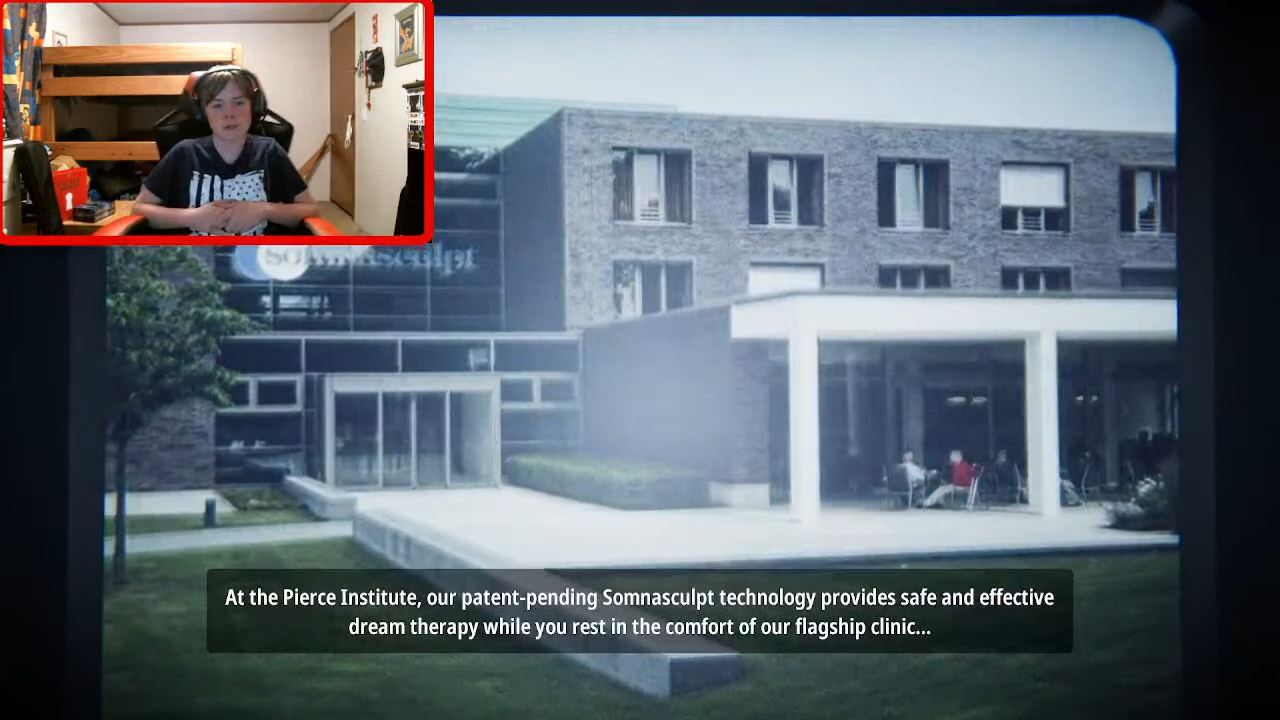 somnasculpt
At the Pierce Institute, our patent-pending Somnasculpt technology provides safe and effective
dream therapy while you rest in the comfort of our flagship clinic...